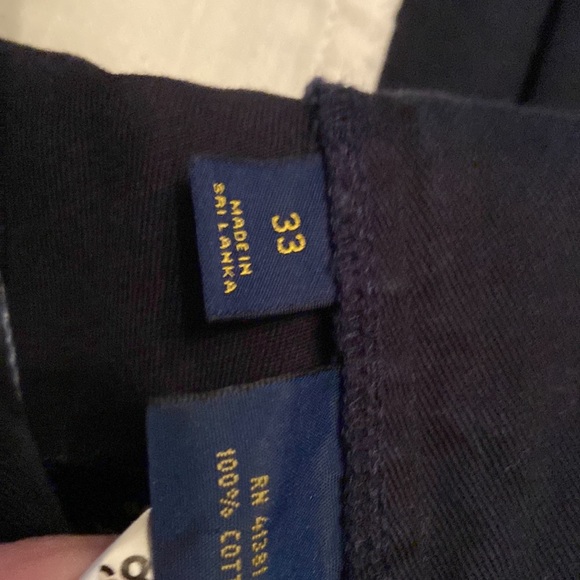 33
MADE IN
SRI LANKA
RN 41381
100% COTT